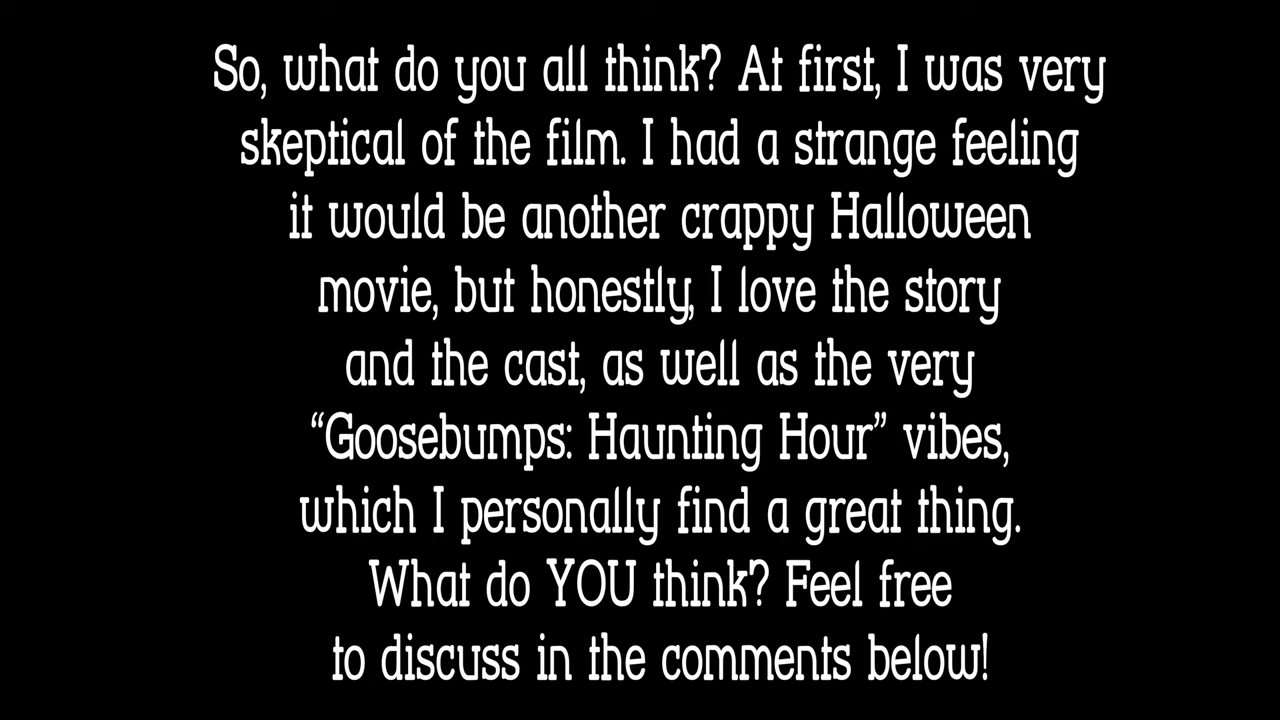 So, what do you all think? At first, I was very
skeptical of the film. I had a strange feeling
it would be another crappy Halloween
movie, but honestly, I love the story
and the cast, as well as the very
“Goosebumps: Haunting Hour” vibes,
which I personally find a great thing.
What do YOU think? Feel free
to discuss in the comments below!